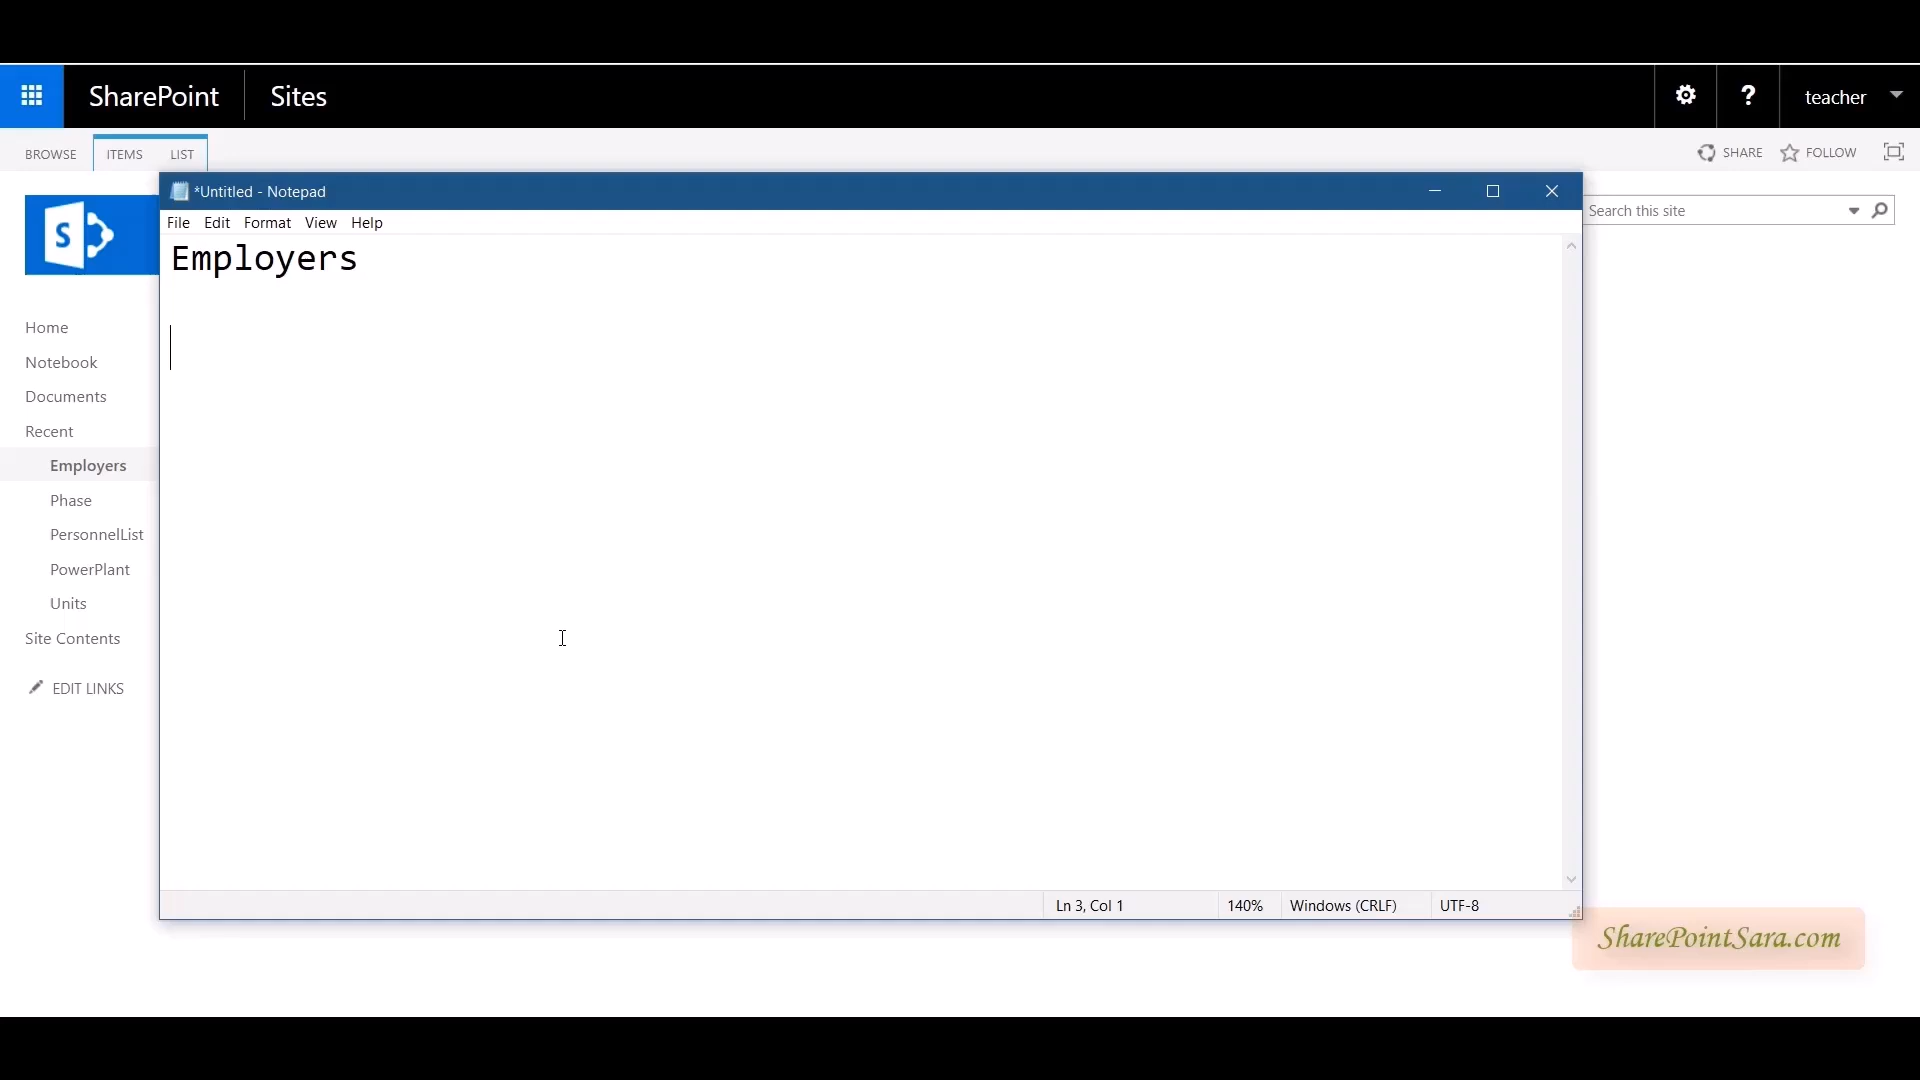 SharePoint Sites ? teacher
BROWSE ITEMS LIST SHARE FOLLOW
*Untitled - Notepad
File Edit Format View Help
Search this site
S
Employers
Home
Notebook
Documents
Recent
Employers
Phase
PersonnelList
PowerPlant
Units
Site Contents
EDIT LINKS
Ln 3, Col 1 140% Windows (CRLF) UTF-8
SharePointSara.com